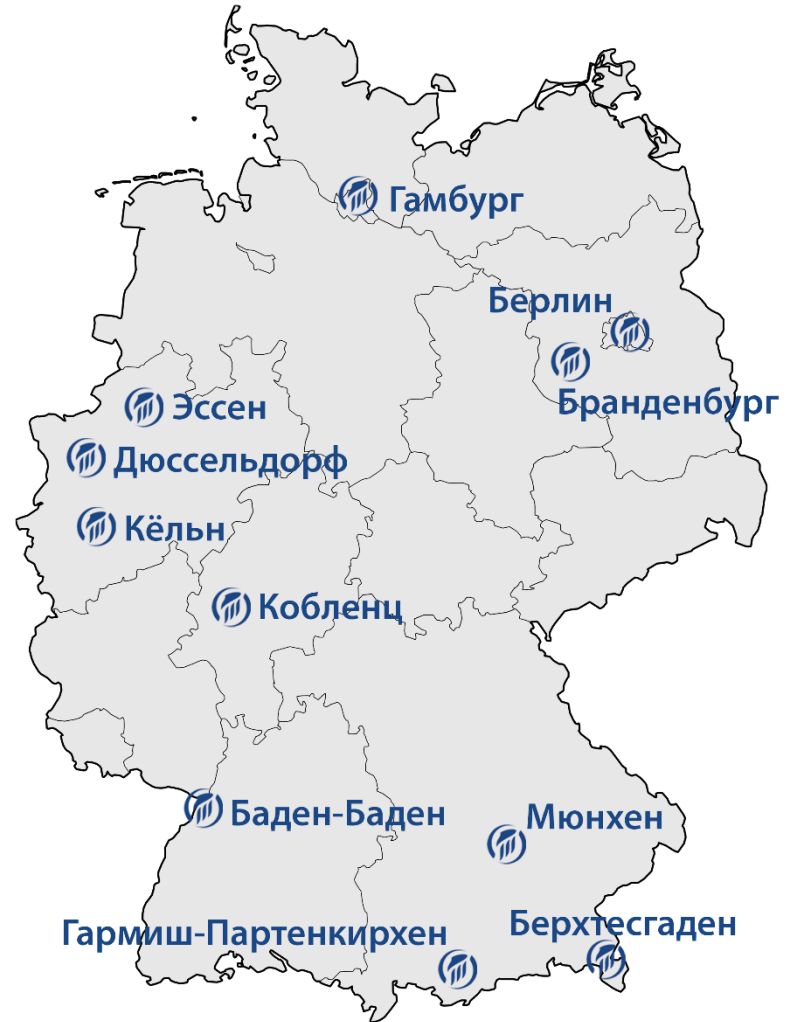 Гамбург
Берлин
Бранденбург
Эссен
Дюссельдорф
Кёльн
Кобленц
Баден-Баден
Мюнхен
Гармиш-Партенкирхен
Берхтесгаден